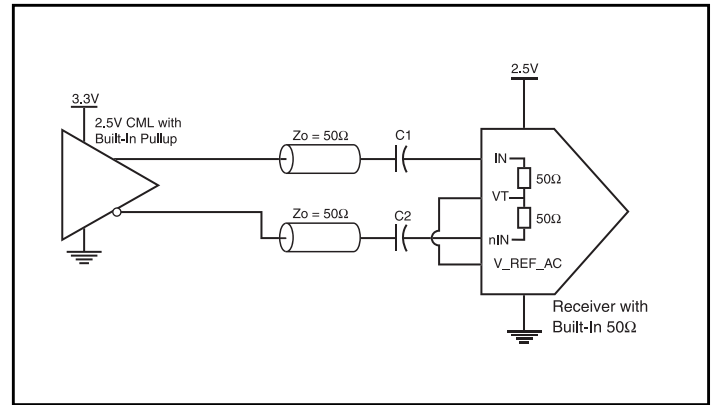 3.3V
2.5V CML with
Built-In Pullup
Zo = 50Ω
C1
Zo = 50Ω
C2
2.5V
IN
50Ω
VT
50Ω
nIN
V_REF_AC
Receiver with
Built-In 50Ω